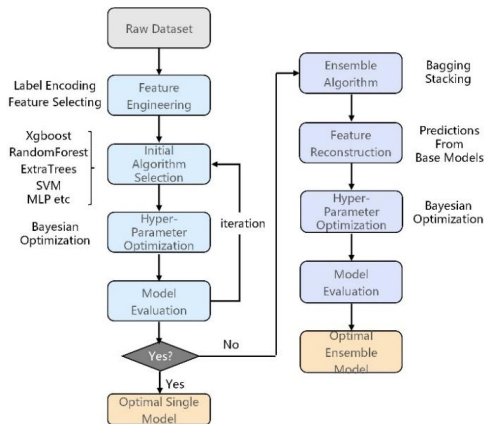 Raw Dataset
Label Encoding
Feature Selecting
Feature
Engineering
Xgboost
RandomForest
ExtraTrees
SVM
MLP etc
Initial
Algorithm
Selection
Bayesian
Optimization
Hyper-
Parameter
Optimization
iteration
Model
Evaluation
Yes?
No
Yes
Optimal Single
Model
Ensemble
Algorithm
Bagging
Stacking
Feature
Reconstruction
Predictions
From
Base Models
Hyper-
Parameter
Optimization
Bayesian
Optimization
Model
Evaluation
Optimal
Ensemble
Model